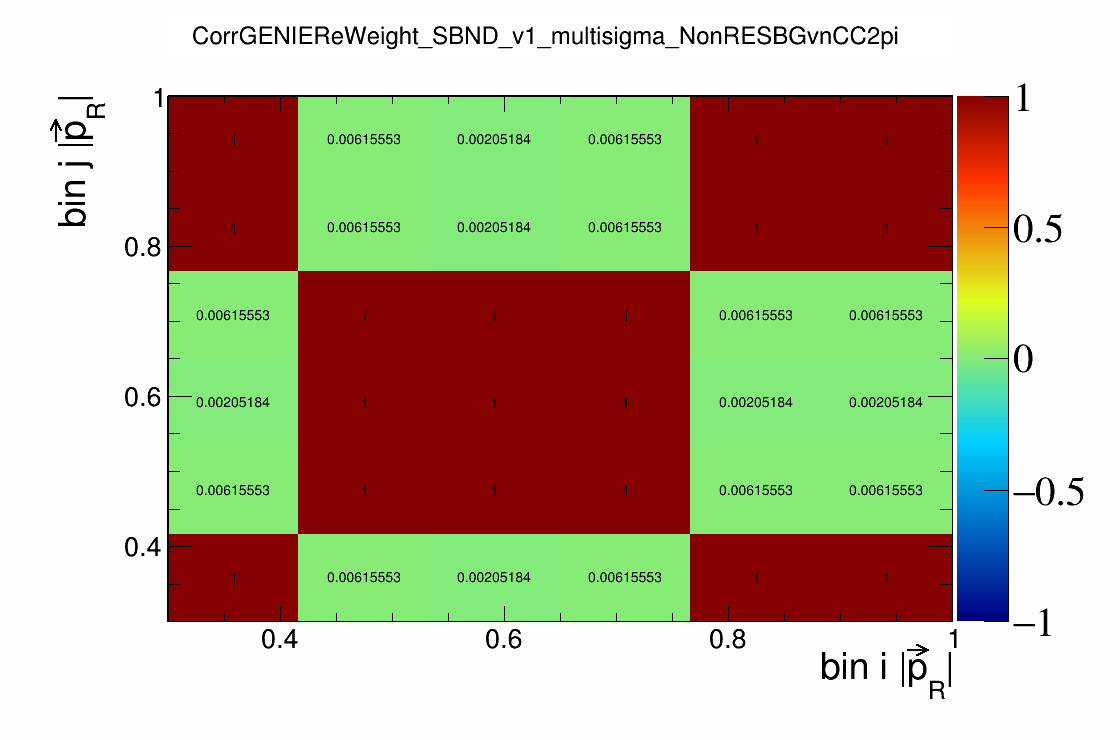 CorrGENIEReWeight_SBND_v1_multisigma_NonRESBGvnCC2pi
bin j |p⃗_R|
1
0.8
0.6
0.4
1 0.00615553 0.00205184 0.00615553 1 1
1 0.00615553 0.00205184 0.00615553 1 1
0.00615553 1 1 1 0.00615553 0.00615553
0.00205184 1 1 1 0.00205184 0.00205184
0.00615553 1 1 1 0.00615553 0.00615553
1 0.00615553 0.00205184 0.00615553 1 1
0.4 0.6 0.8 1
bin i |p⃗_R|
1
0.5
0
−0.5
−1